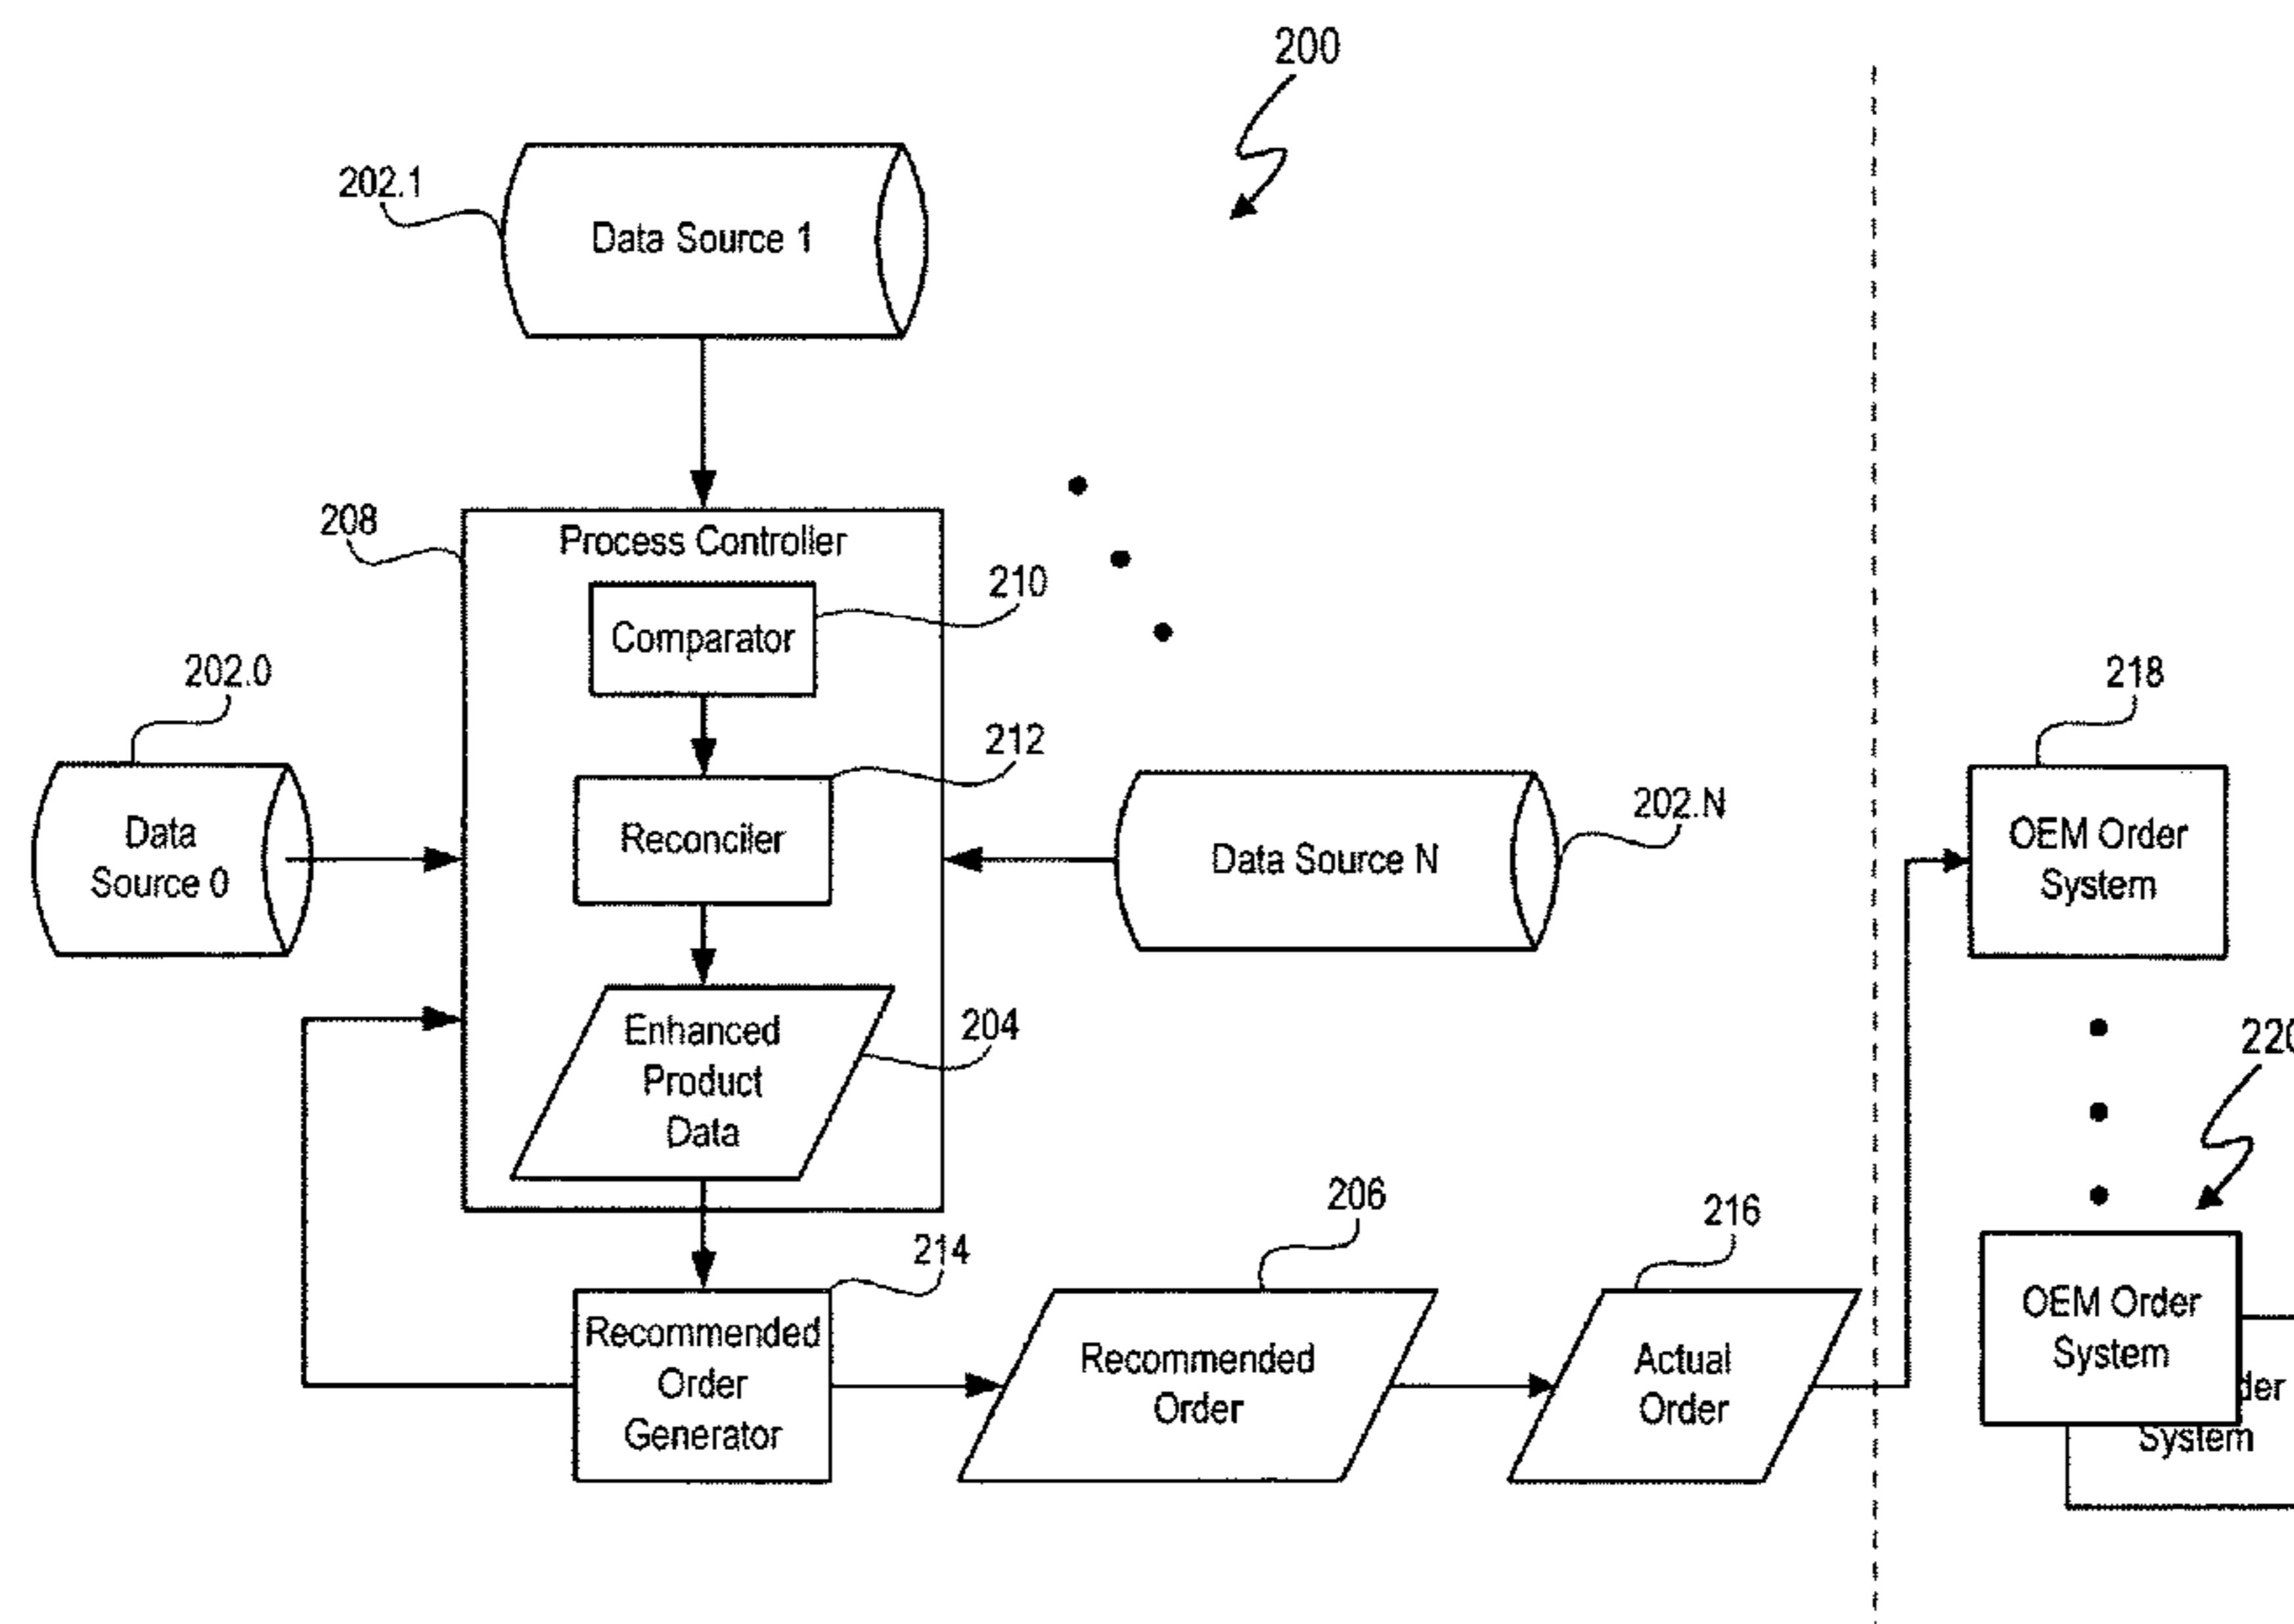 200
202.1
Data Source 1
208
Process Controller
210
Comparator
202.0
218
212
Data
Source 0
Reconciler
Data Source N
202.N
OEM Order
System
204
Enhanced
Product
Data
220
206
216
214
Recommended
Order
Generator
Recommended
Order
Actual
Order
OEM Order
System
der
System